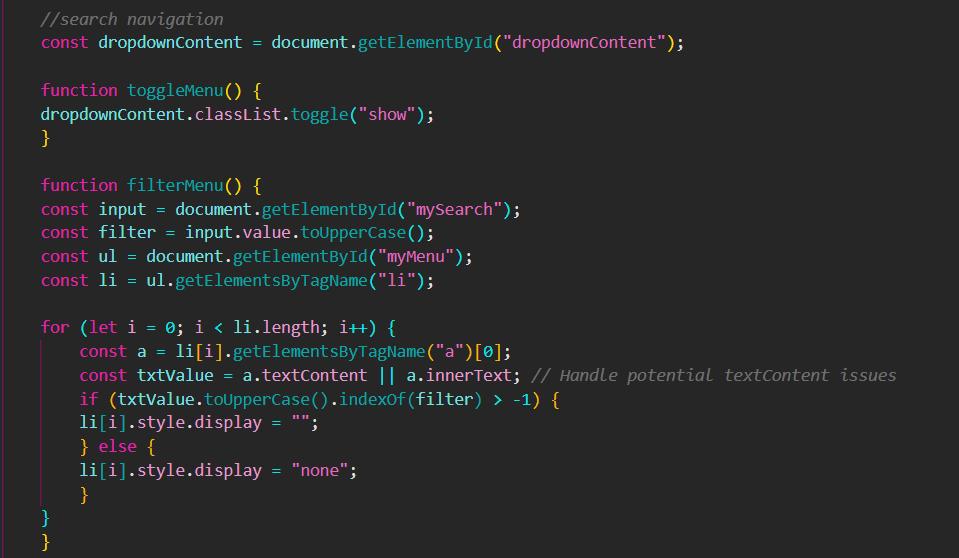 //search navigation
const dropdownContent = document.getElementById("dropdownContent");

function toggleMenu() {
dropdownContent.classList.toggle("show");
}

function filterMenu() {
const input = document.getElementById("mySearch");
const filter = input.value.toUpperCase();
const ul = document.getElementById("myMenu");
const li = ul.getElementsByTagName("li");

for (let i = 0; i < li.length; i++) {
    const a = li[i].getElementsByTagName("a")[0];
    const txtValue = a.textContent || a.innerText; // Handle potential textContent issues
    if (txtValue.toUpperCase().indexOf(filter) > -1) {
    li[i].style.display = "";
    } else {
    li[i].style.display = "none";
    }
}
}